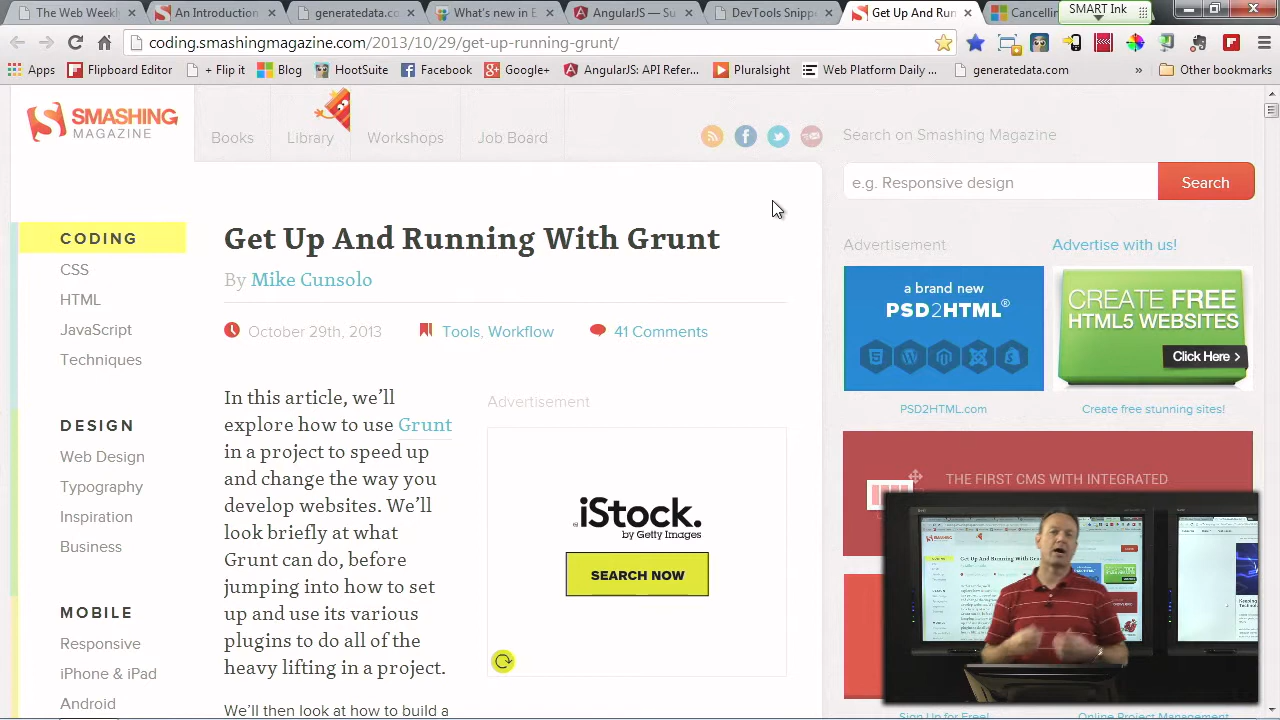 The Web Week
An Introduction
generatedata.co
What's new in E
AngularJS — Su
DevZum Snipp
Get Up And Run
Cancellin
SMART Ink
coding.smashingmagazine.com/2013/10/29/get-up-running-grunt/
Apps
Flipboard Editor
+ Flip it
Blog
HootSite
Facebook
Google+
AngularJS: API Refer...
Pluralsight
Web Platform Daily ...
generatedata.com
»
Other bookmarks
SMASHING
MAGAZINE
Books
Library
Workshops
Job Board
Search on Smashing Magazine
e.g. Responsive design
Search
CODING
CSS
HTML
JavaScript
Techniques
DESIGN
Web Design
Typography
Inspiration
Business
MOBILE
Responsive
iPhone & iPad
Android
Get Up And Running With Grunt
By Mike Cunsolo
October 29th, 2013
Tools, Workflow
41 Comments
In this article, we'll
explore how to use Grunt
in a project to speed up
and change the way you
develop websites. We'll
look briefly at what
Grunt can do, before
jumping into how to set
up and use its various
plugins to do all of the
heavy lifting in a project.
We'll then look at how to build a
Advertisement
iStock.
by Getty Images
SEARCH NOW
Advertisement
Advertise with us!
a brand new
PSD2HTML®
PSD2HTML.com
CREATE FREE
HTML5 WEBSITES
Click Here >
Create free stunning sites!
THE FIRST CMS WITH INTEGRATED
Sign Up for Free!
Online Project Management